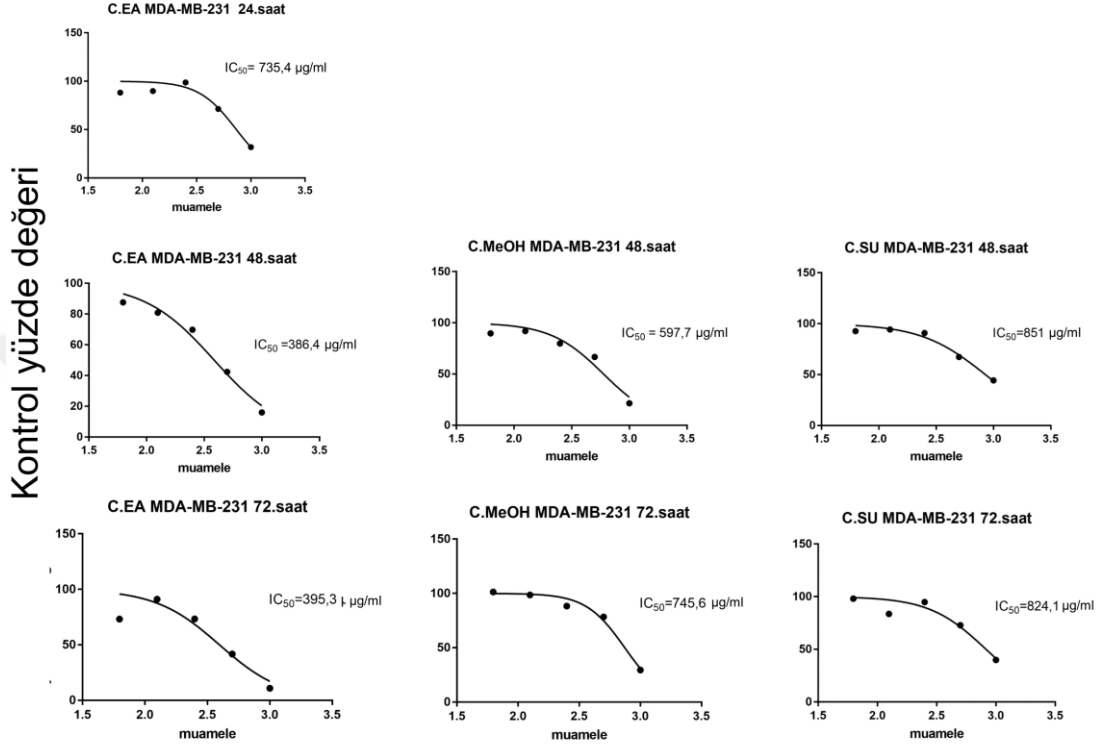 Kontrol yüzde değeri
C.EA MDA-MB-231 24.saat
150
100
50
0
IC50= 735,4 µg/ml
1.5 2.0 2.5 3.0 3.5
muamele
C.EA MDA-MB-231 48.saat
100
80
60
40
20
0
IC50 =386,4 µg/ml
1.5 2.0 2.5 3.0 3.5
muamele
C.MeOH MDA-MB-231 48.saat
150
100
50
0
IC50 = 597,7 µg/ml
1.5 2.0 2.5 3.0 3.5
muamele
C.SU MDA-MB-231 48.saat
150
100
50
0
IC50=851 µg/ml
1.5 2.0 2.5 3.0 3.5
muamele
C.EA MDA-MB-231 72.saat
150
100
50
0
IC50=395,3 µg/ml
1.5 2.0 2.5 3.0 3.5
muamele
C.MeOH MDA-MB-231 72.saat
150
100
50
0
IC50=745,6 µg/ml
1.5 2.0 2.5 3.0 3.5
muamele
C.SU MDA-MB-231 72.saat
150
100
50
0
IC50=824,1 µg/ml
1.5 2.0 2.5 3.0 3.5
muamele